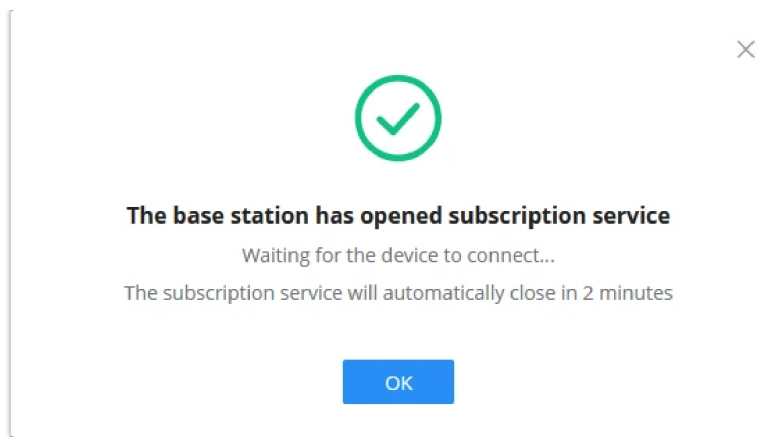 The base station has opened subscription service
Waiting for the device to connect...
The subscription service will automatically close in 2 minutes
OK